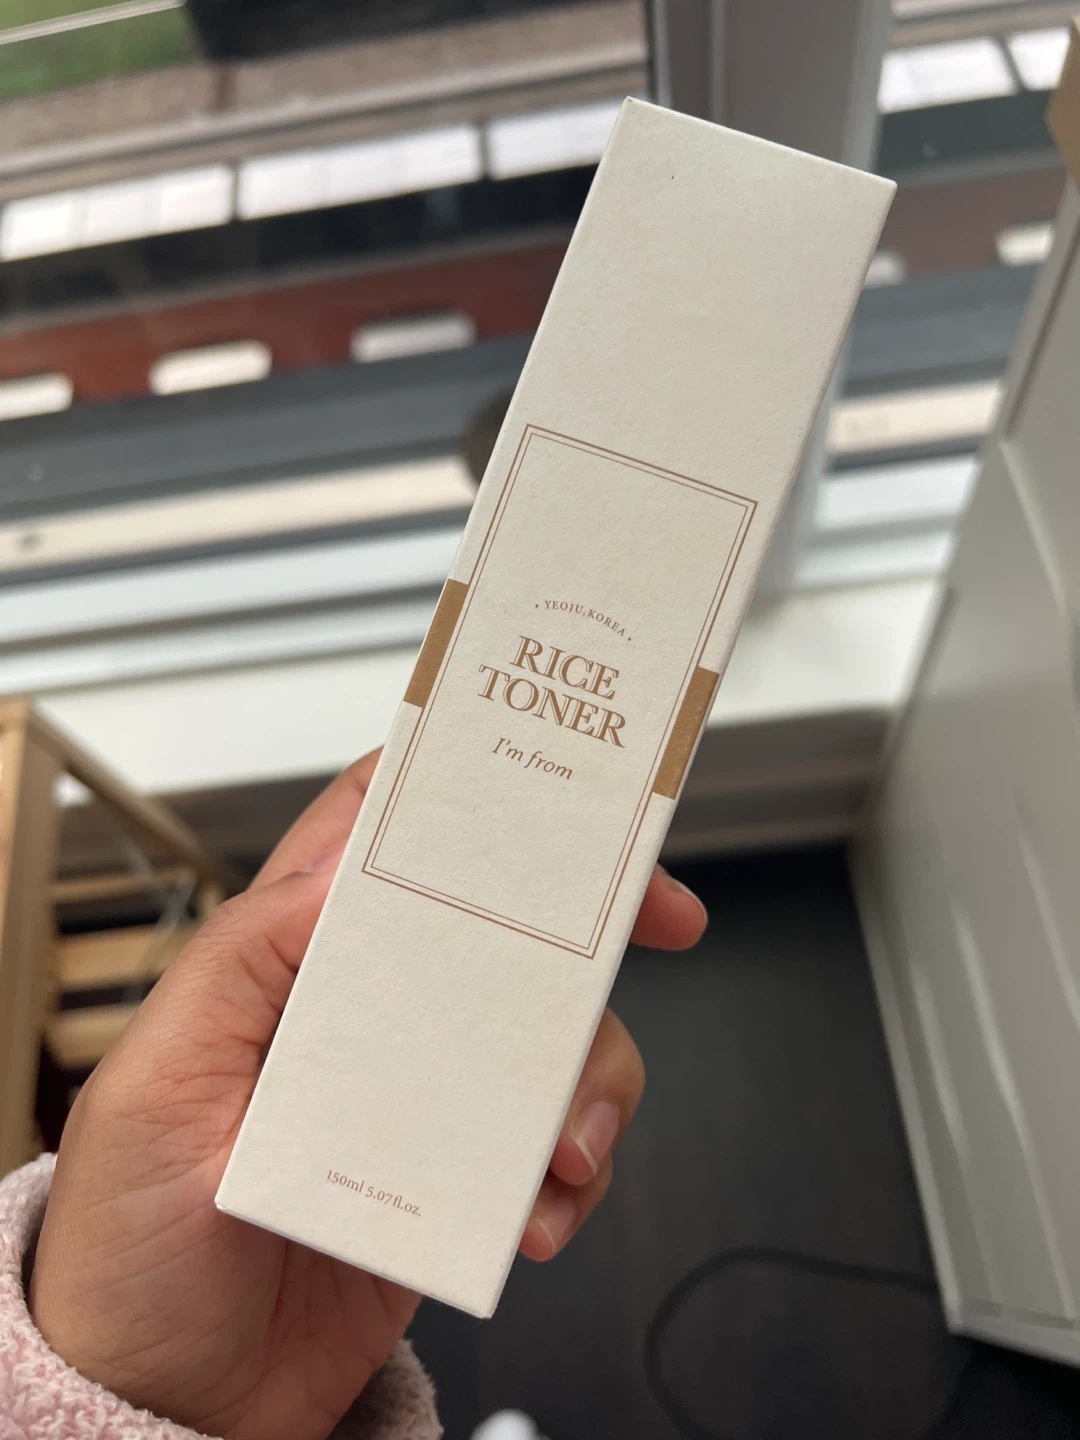 • YEOJU, KOREA •
RICE
TONER
I'm from
150ml 5.07fl.oz.